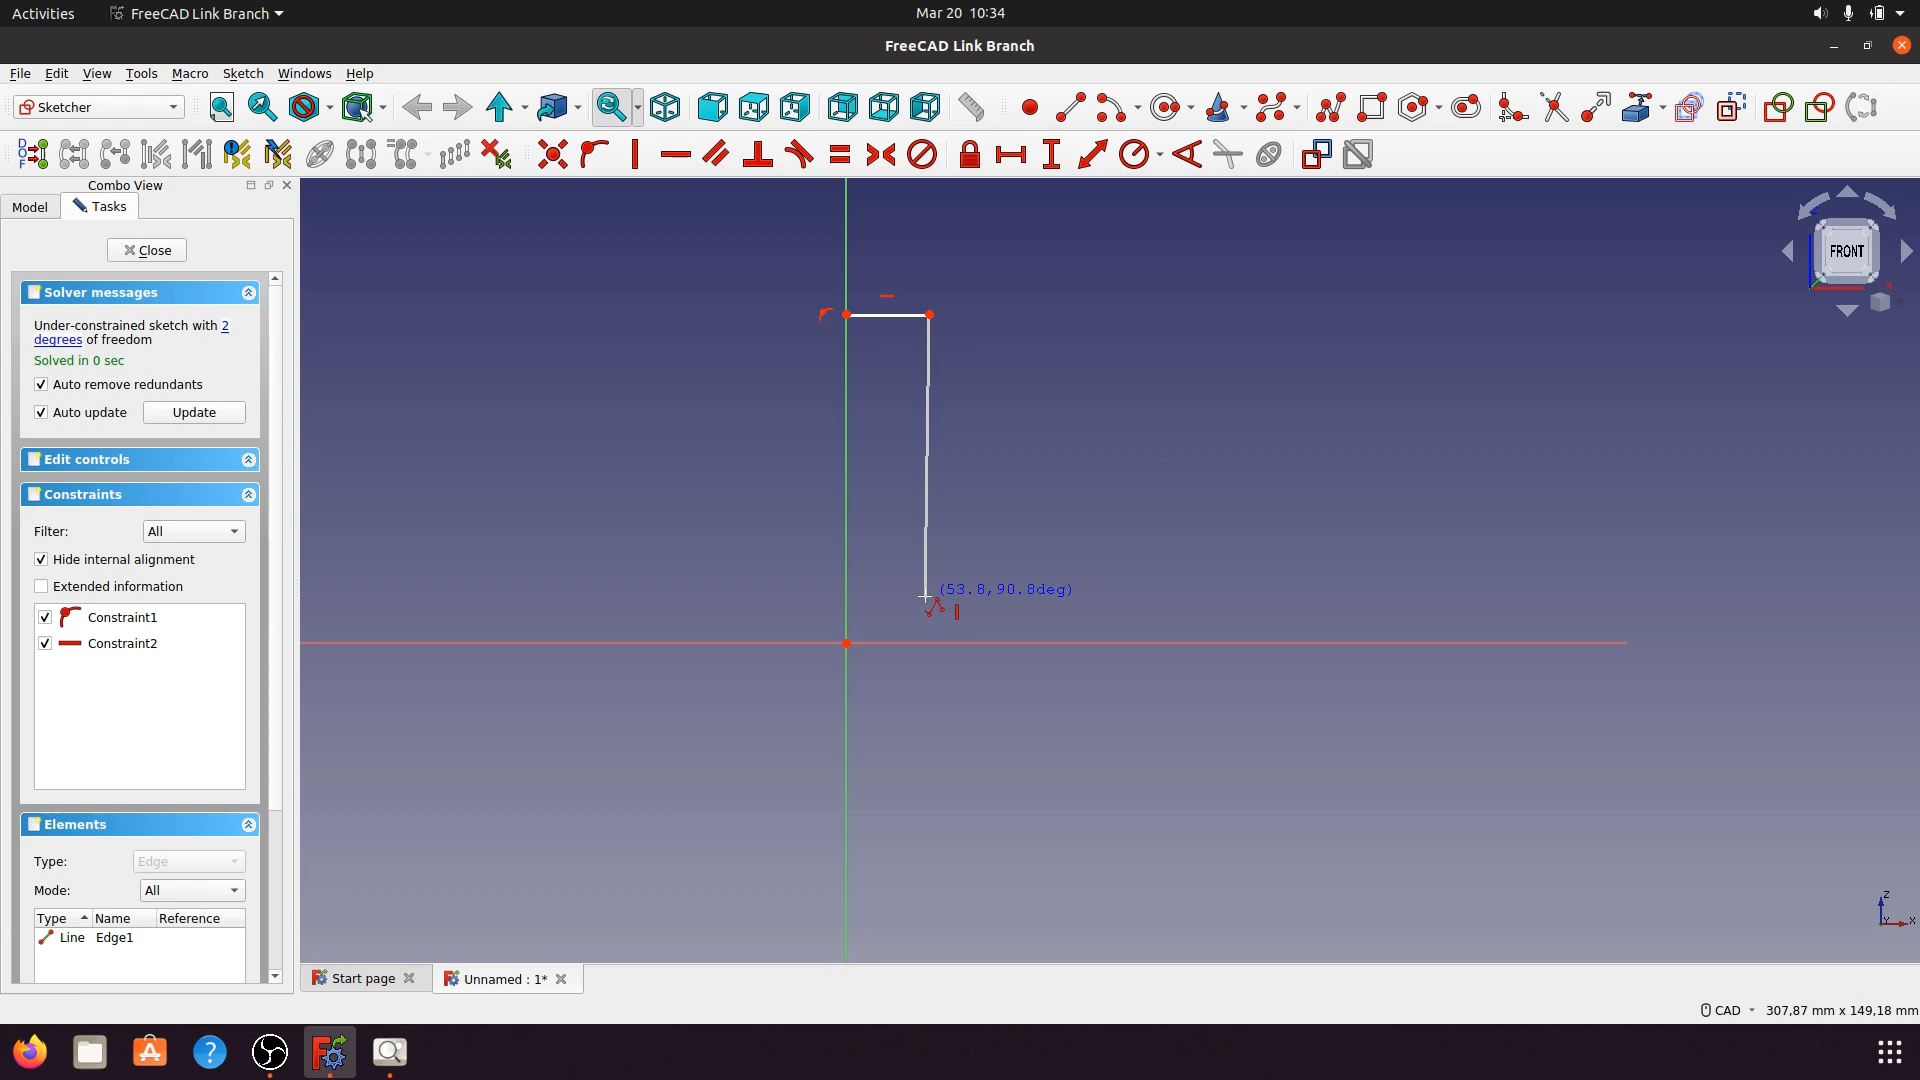 Activities FreeCAD Link Branch Mar 20 10:34
FreeCAD Link Branch
File Edit View Tools Macro Sketch Windows Help
Sketcher
Combo View
Model Tasks
Close
Solver messages
Under-constrained sketch with 2
degrees of freedom
Solved in 0 sec
Auto remove redundants
Auto update Update
Edit controls
Constraints
Filter: All
Hide internal alignment
Extended information
Constraint1
Constraint2
Elements
Type: Edge
Mode: All
Type Name Reference
Line Edge1
DOF
FRONT
z
x
(53.8,90.8deg)
z
Y
x
Start page Unnamed : 1*
CAD 307,87 mm x 149,18 mm